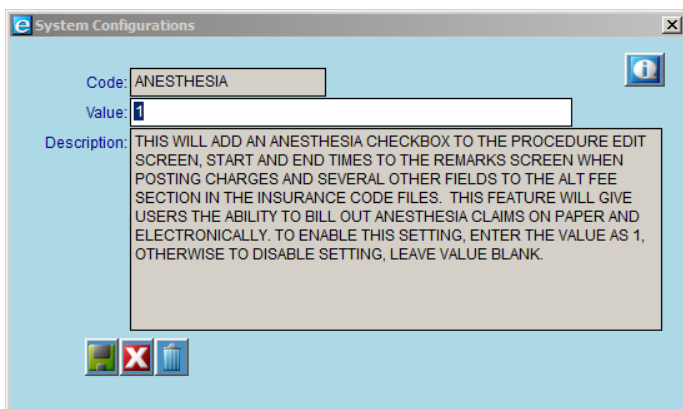 e System Configurations
Code: ANESTHESIA
Value: 1
Description: THIS WILL ADD AN ANESTHESIA CHECKBOX TO THE PROCEDURE EDIT
SCREEN, START AND END TIMES TO THE REMARKS SCREEN WHEN
POSTING CHARGES AND SEVERAL OTHER FIELDS TO THE ALT FEE
SECTION IN THE INSURANCE CODE FILES.  THIS FEATURE WILL GIVE
USERS THE ABILITY TO BILL OUT ANESTHESIA CLAIMS ON PAPER AND
ELECTRONICALLY. TO ENABLE THIS SETTING, ENTER THE VALUE AS 1,
OTHERWISE TO DISABLE SETTING, LEAVE VALUE BLANK.